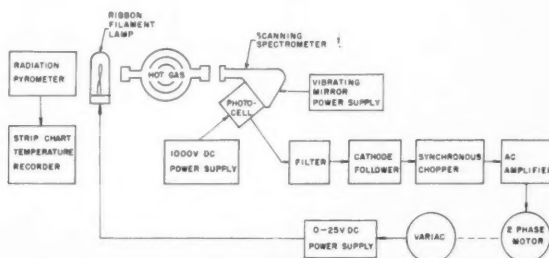 RIBBON
FILAMENT
LAMP
SCANNING
SPECTROMETER
RADIATION
PYROMETER
HOT GAS
VIBRATING
MIRROR
POWER SUPPLY
PHOTO-
CELL
STRIP CHART
TEMPERATURE
RECORDER
1000V DC
POWER SUPPLY
FILTER
CATHODE
FOLLOWER
SYNCHRONOUS
CHOPPER
AC
AMPLIFIER
0-25V DC
POWER SUPPLY
VARIAC
2 PHASE
MOTOR